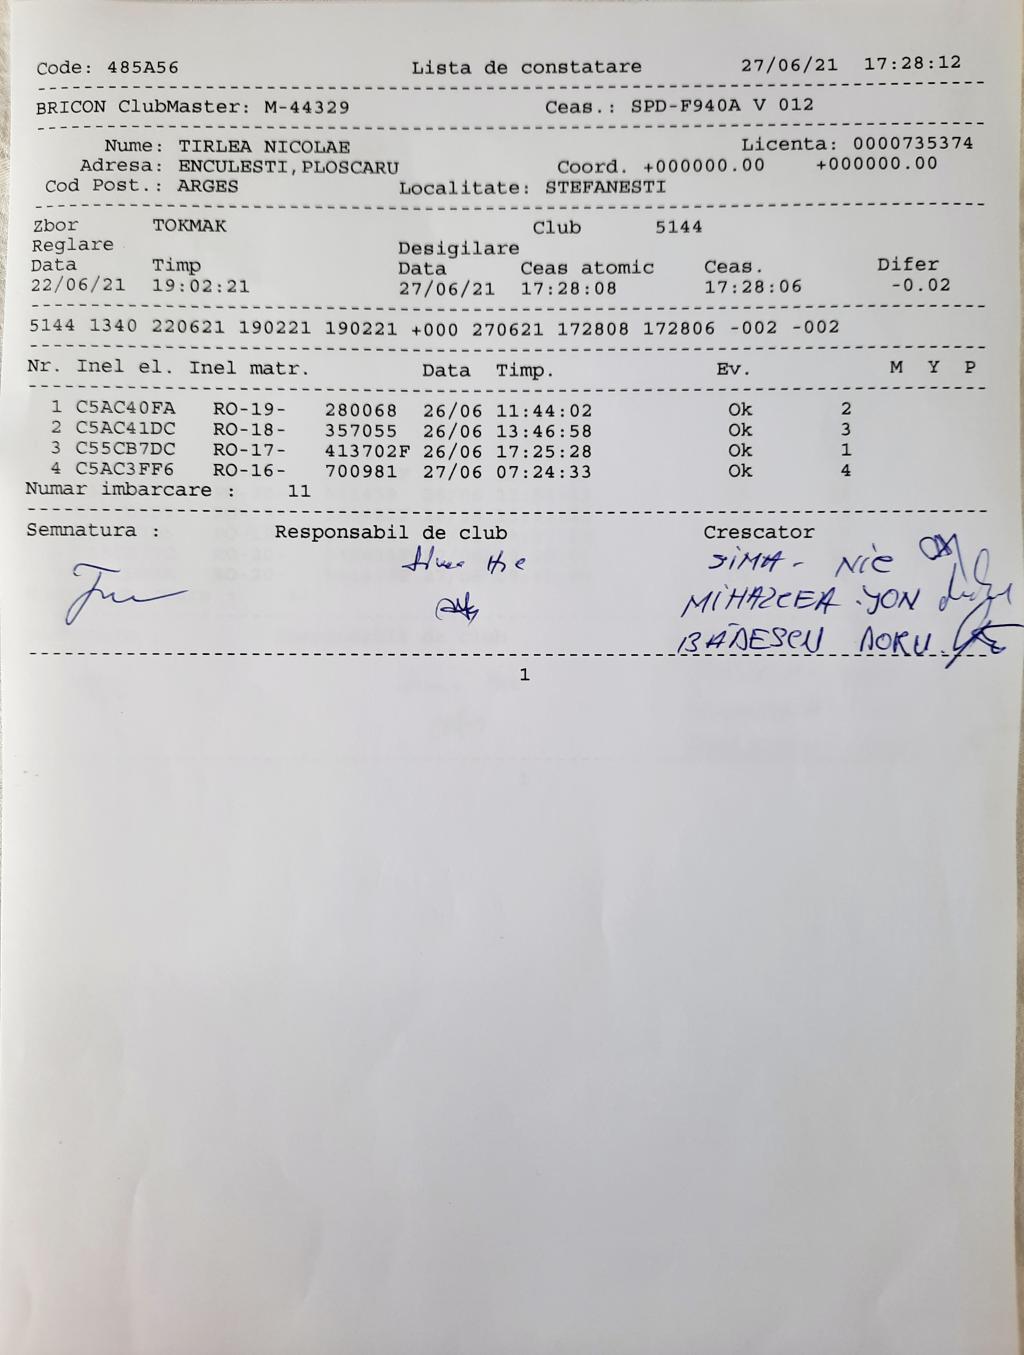 Code: 485A56 Lista de constatare 27/06/21 17:28:12
BRICON ClubMaster: M-44329 Ceas.: SPD-F940A V 012
Nume: TIRLEA NICOLAE Licenta: 0000735374
Adresa: ENCULESTI,PLOSCARU Coord. +000000.00 +000000.00
Cod Post.: ARGES Localitate: STEFANESTI
Zbor TOKMAK Club 5144
Reglare Desigilare
Data Timp Data Ceas atomic Ceas. Difer
22/06/21 19:02:21 27/06/21 17:28:08 17:28:06 -0.02
5144 1340 220621 190221 190221 +000 270621 172808 172806 -002 -002
Nr. Inel el. Inel matr. Data Timp. Ev. M Y P
1 C5AC40FA RO-19- 280068 26/06 11:44:02 Ok 2
2 C5AC41DC RO-18- 357055 26/06 13:46:58 Ok 3
3 C55CB7DC RO-17- 413702F 26/06 17:25:28 Ok 1
4 C5AC3FF6 RO-16- 700981 27/06 07:24:33 Ok 4
Numar imbarcare : 11
Semnatura : Responsabil de club Crescator
SIMA - NIC
MIHALCEA ION
BĂDESCU DORU
1